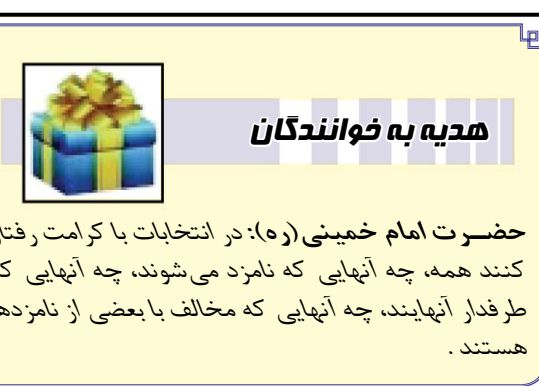 هدیه به خوانندگان
حضرت امام خمینی(ره): در انتخابات با کرامت رفتار
کنند همه، چه آنهایی که نامزد می‌شوند، چه آنهایی که
طرفدار آنهایند، چه آنهایی که مخالف با بعضی از نامزدها
هستند.